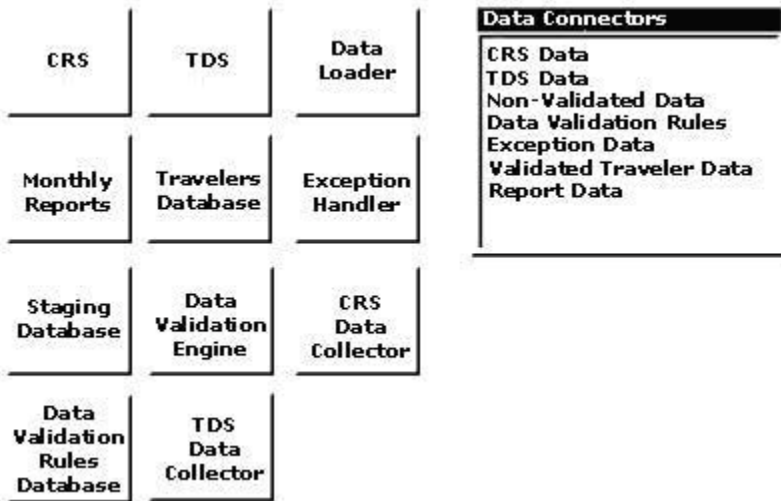 CRS
TDS
Data
Loader
Monthly
Reports
Travelers
Database
Exception
Handler
Staging
Database
Data
Validation
Engine
CRS
Data
Collector
Data
Validation
Rules
Database
TDS
Data
Collector
Data Connectors
CRS Data
TDS Data
Non-Validated Data
Data Validation Rules
Exception Data
Validated Traveler Data
Report Data